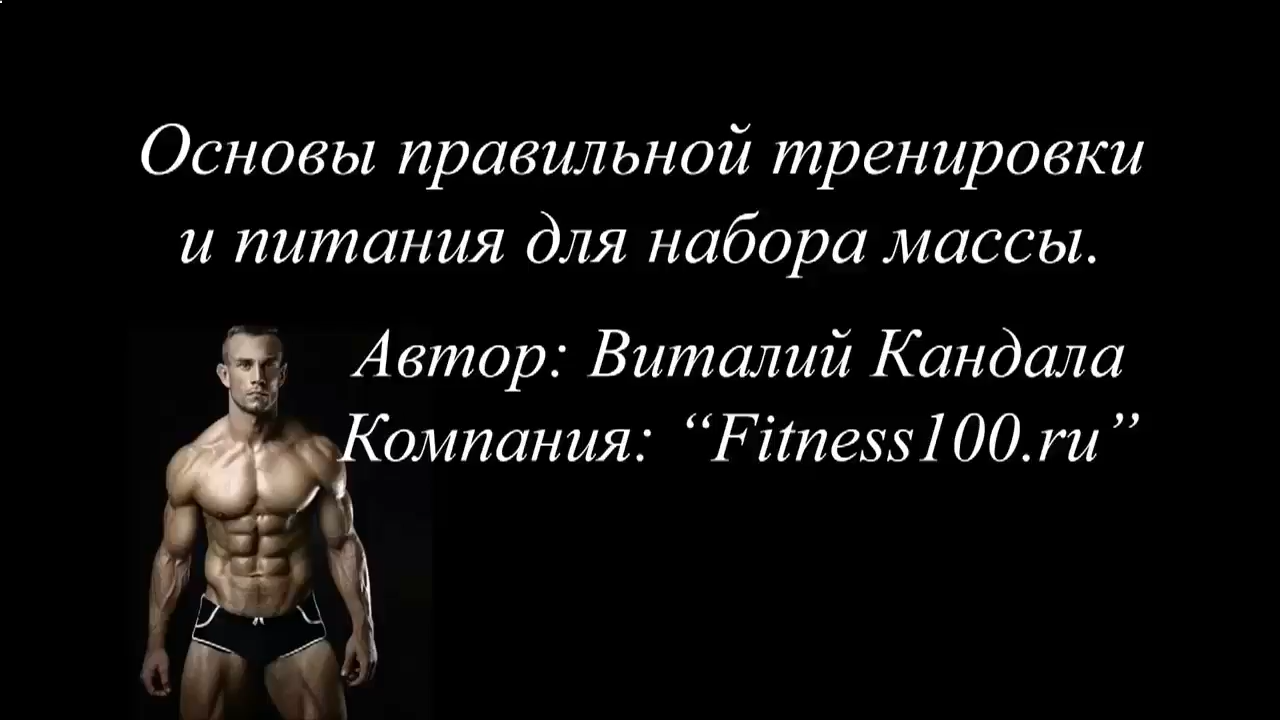 Основы правильной тренировки
и питания для набора массы.
Автор: Виталий Кандала
Компания: “Fitness100.ru”